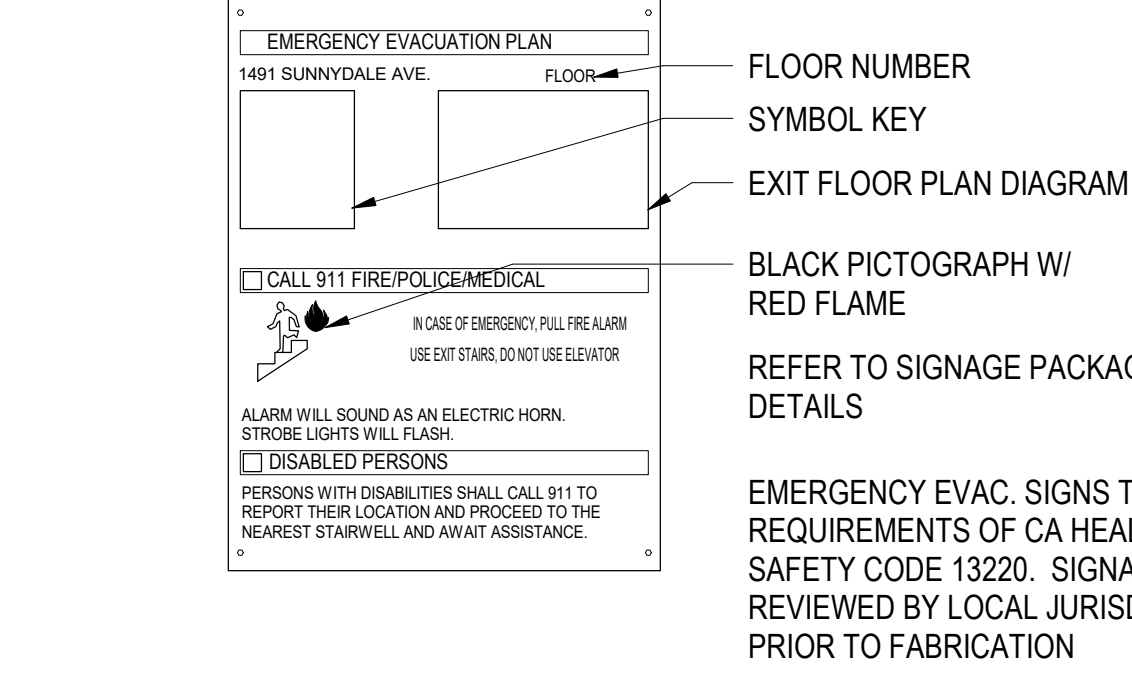 EMERGENCY EVACUATION PLAN
1491 SUNNYDALE AVE.
FLOOR
CALL 911 FIRE/POLICE/MEDICAL
IN CASE OF EMERGENCY, PULL FIRE ALARM
USE EXIT STAIRS, DO NOT USE ELEVATOR
ALARM WILL SOUND AS AN ELECTRIC HORN.
STROBE LIGHTS WILL FLASH.
DISABLED PERSONS
PERSONS WITH DISABILITIES SHALL CALL 911 TO
REPORT THEIR LOCATION AND PROCEED TO THE
NEAREST STAIRWELL AND AWAIT ASSISTANCE.
FLOOR NUMBER
SYMBOL KEY
EXIT FLOOR PLAN DIAGRAM
BLACK PICTOGRAPH W/
RED FLAME
REFER TO SIGNAGE
DETAILS
EMERGENCY EVAC. SIGNS
REQUIREMENTS OF CA
SAFETY CODE 13220.
REVIEWED BY LOCAL
PRIOR TO FABRICATION